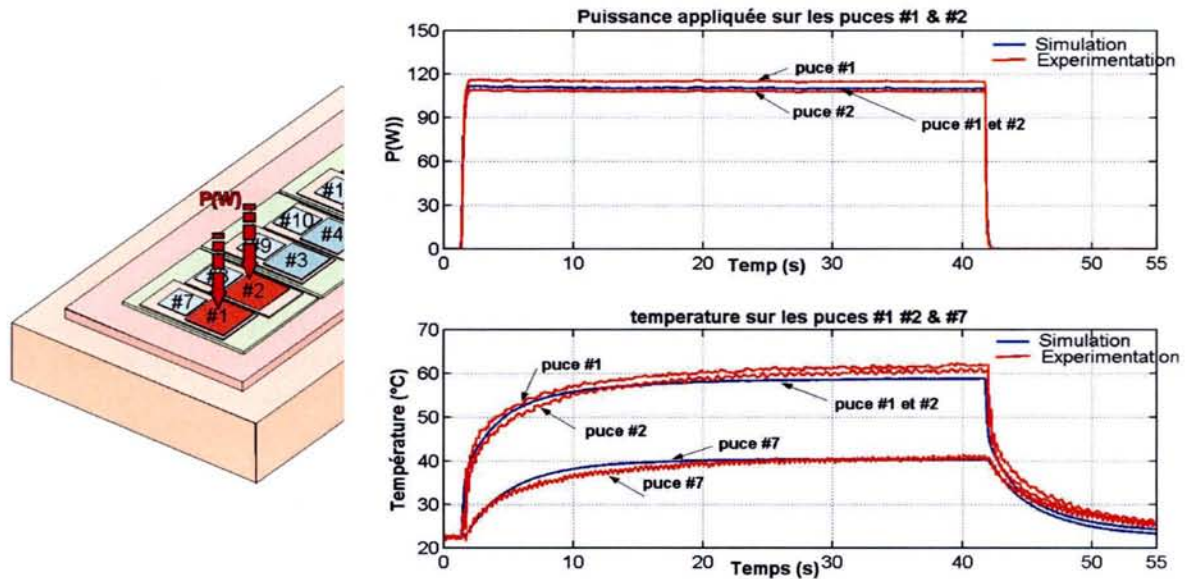 P(W)
#1
#10
#4
#9
#3
#2
#7
#1
Puissance appliquée sur les puces #1 & #2
150
120
90
60
30
0
P(W))
Simulation
Experimentation
puce #1
puce #2
puce #1 et #2
0
10
20
30
40
50
55
Temp (s)
temperature sur les puces #1 #2 & #7
70
60
50
40
30
20
Température (°C)
Simulation
Experimentation
puce #1
puce #1 et #2
puce #2
puce #7
puce #7
0
10
20
30
40
50
55
Temps (s)